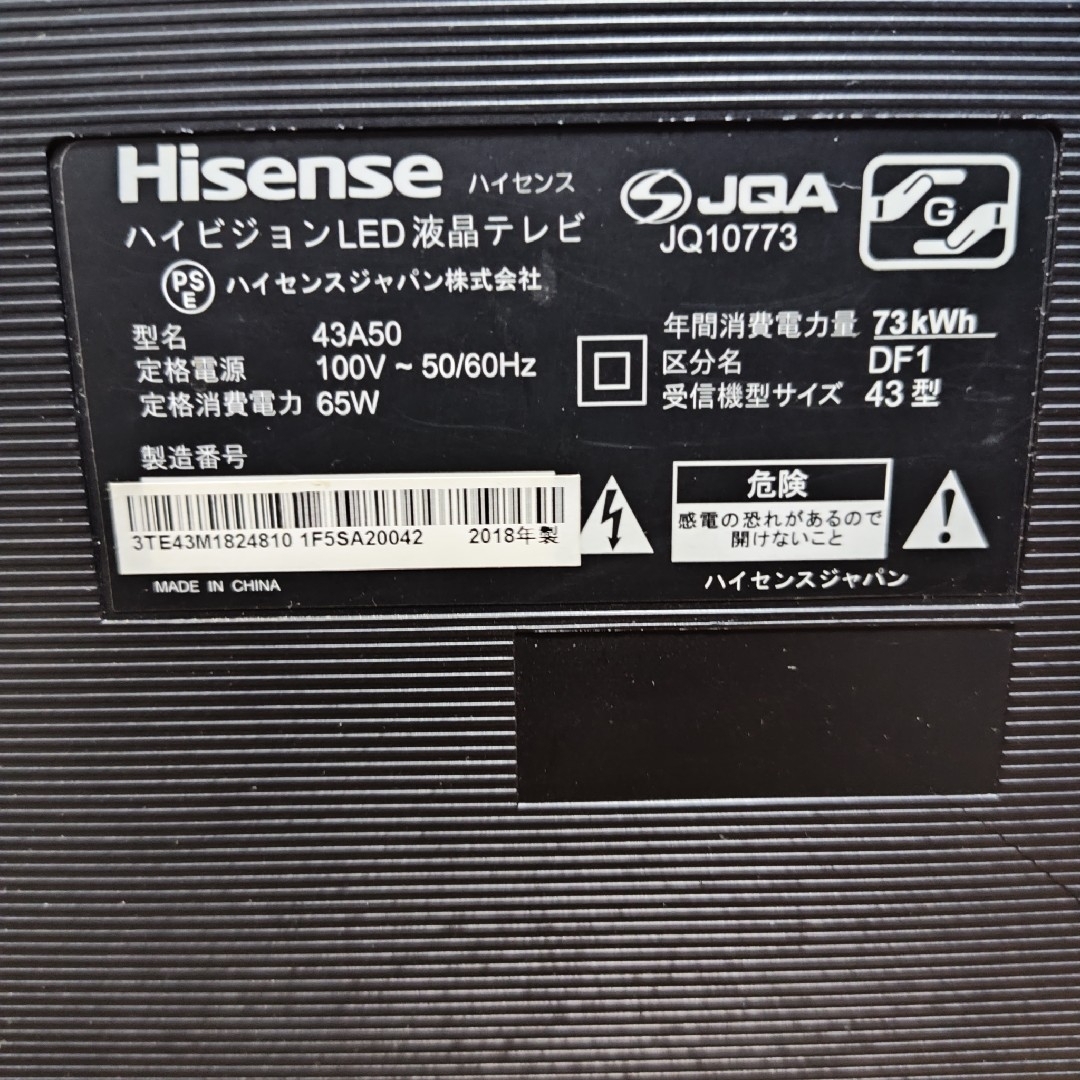 Hisense ハイセンス
ハイビジョンLED液晶テレビ
PSE ハイセンスジャパン株式会社
JQA
JQ10773
G
型名 43A50
定格電源 100V ~ 50/60Hz
定格消費電力 65W
年間消費電力量 73kWh
区分名 DF1
受信機型サイズ 43型
製造番号
3TE43M1824810 1F5SA20042 2018年製
MADE IN CHINA
危険
感電の恐れがあるので
開けないこと
ハイセンスジャパン